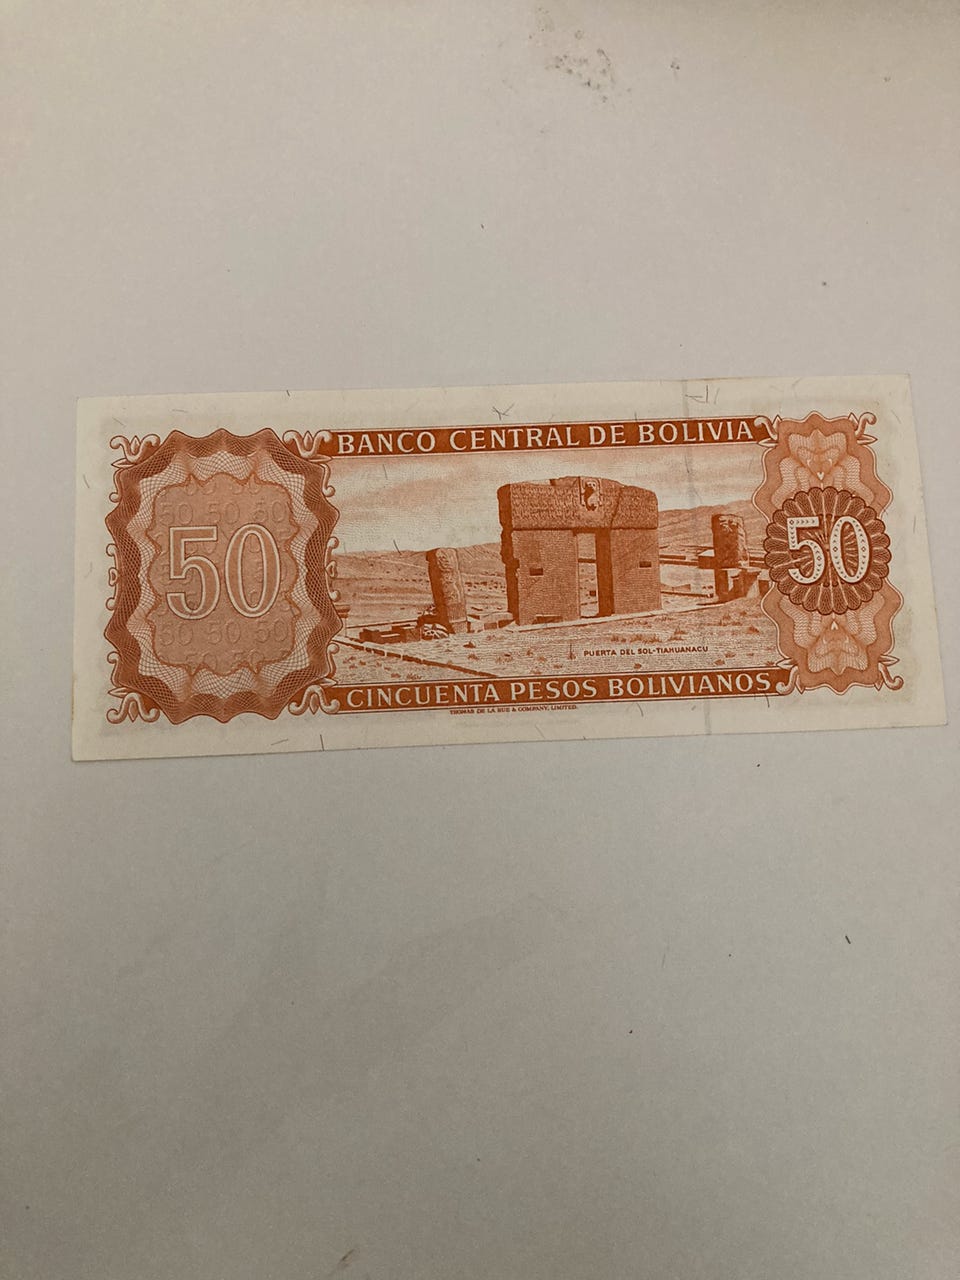 BANCO CENTRAL DE BOLIVIA
50 50 50
50
50
50 50 50
PUERTA DEL SOL-TIAHUANACU
CINCUENTA PESOS BOLIVIANOS
THOMAS DE LA RUE & COMPANY, LIMITED.